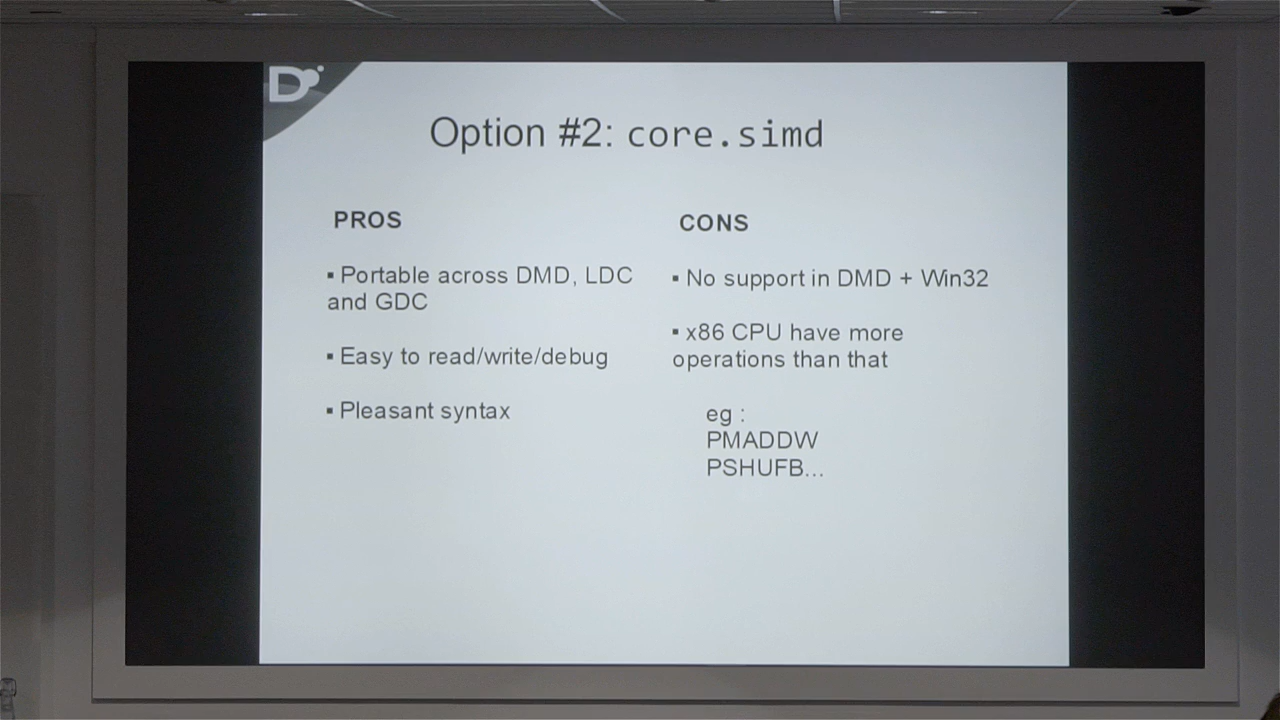 D
Option #2: core.simd
PROS
▪ Portable across DMD, LDC
and GDC
▪ Easy to read/write/debug
▪ Pleasant syntax
CONS
▪ No support in DMD + Win32
▪ x86 CPU have more
operations than that
eg :
PMADDW
PSHUFB...